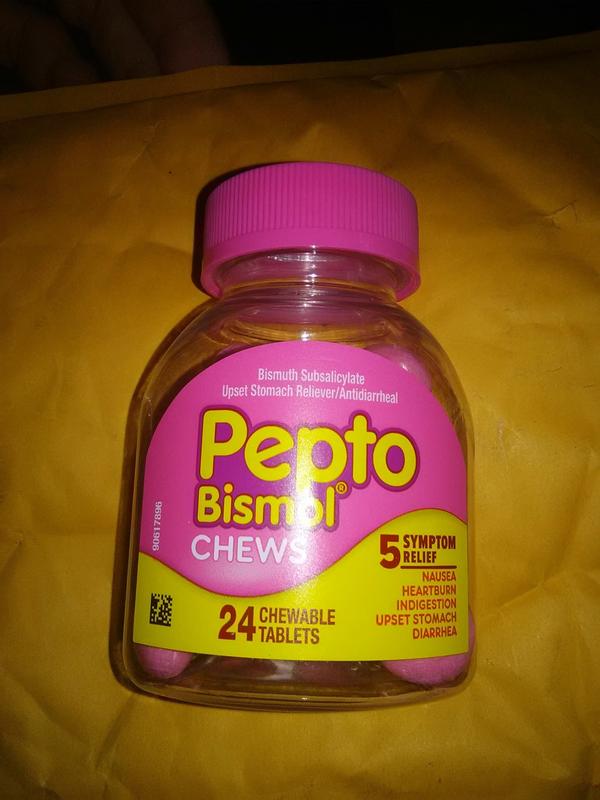 Bismuth Subsalicylate
Upset Stomach Reliever/Antidiarrheal
Pepto
Bismol®
CHEWS
90617896
5 SYMPTOM
RELIEF
NAUSEA
HEARTBURN
INDIGESTION
UPSET STOMACH
DIARRHEA
24 CHEWABLE
TABLETS